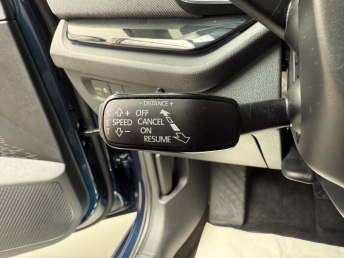 - DISTANCE +
+ OFF
SPEED CANCEL
- ON
RESUME